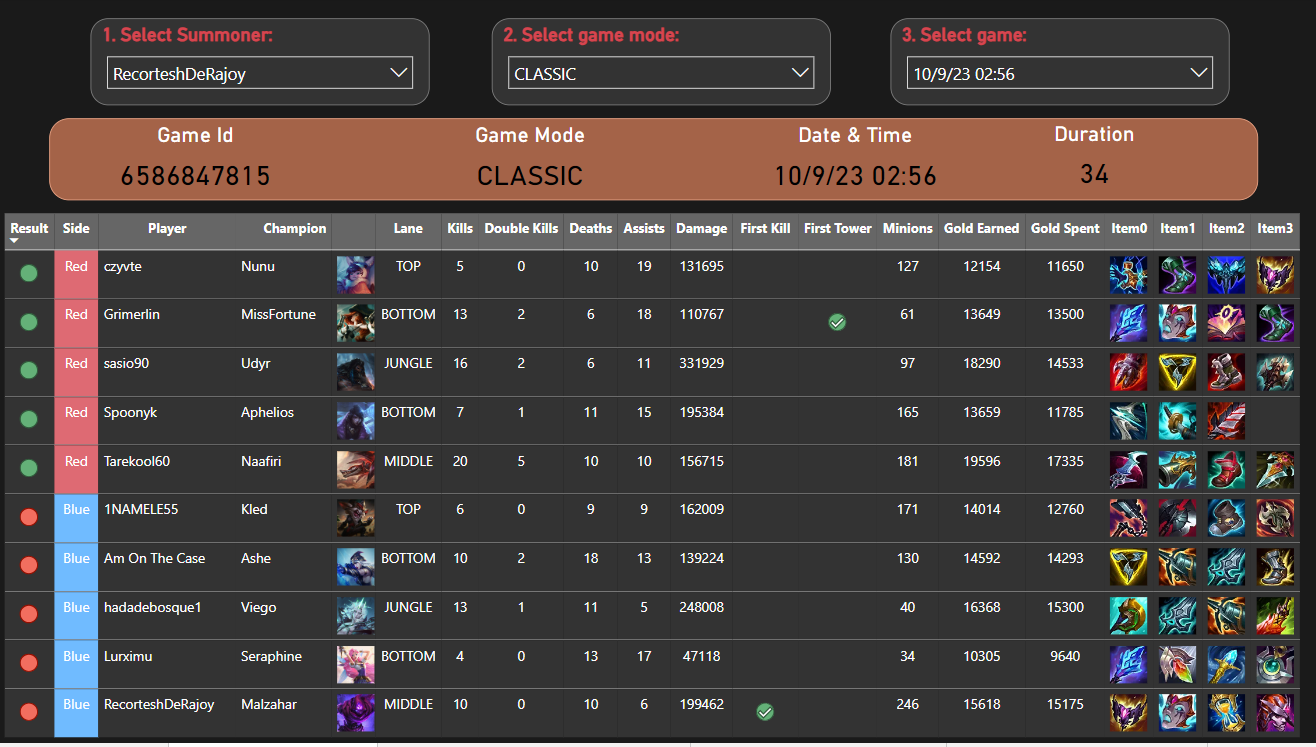 1. Select Summoner: 2. Select game mode: 3. Select game:
RecorteshDeRajoy CLASSIC 10/9/23 02:56
Game Id Game Mode Date & Time Duration
6586847815 CLASSIC 10/9/23 02:56 34
Result Side Player Champion Lane Kills Double Kills Deaths Assists Damage First Kill First Tower Minions Gold Earned Gold Spent Item0 Item1 Item2 Item3
Red czyvte Nunu TOP 5 0 10 19 131695 127 12154 11650
Red Grimerlin MissFortune BOTTOM 13 2 6 18 110767 61 13649 13500
Red sasio90 Udyr JUNGLE 16 2 6 11 331929 97 18290 14533
Red Spoonyk Aphelios BOTTOM 7 1 11 15 195384 165 13659 11785
Red Tarekool60 Naafiri MIDDLE 20 5 10 10 156715 181 19596 17335
Blue 1NAMELE55 Kled TOP 6 0 9 9 162009 171 14014 12760
Blue Am On The Case Ashe BOTTOM 10 2 18 13 139224 130 14592 14293
Blue hadadebosque1 Viego JUNGLE 13 1 11 5 248008 40 16368 15300
Blue Lurximu Seraphine BOTTOM 4 0 13 17 47118 34 10305 9640
Blue RecorteshDeRajoy Malzahar MIDDLE 10 0 10 6 199462 246 15618 15175